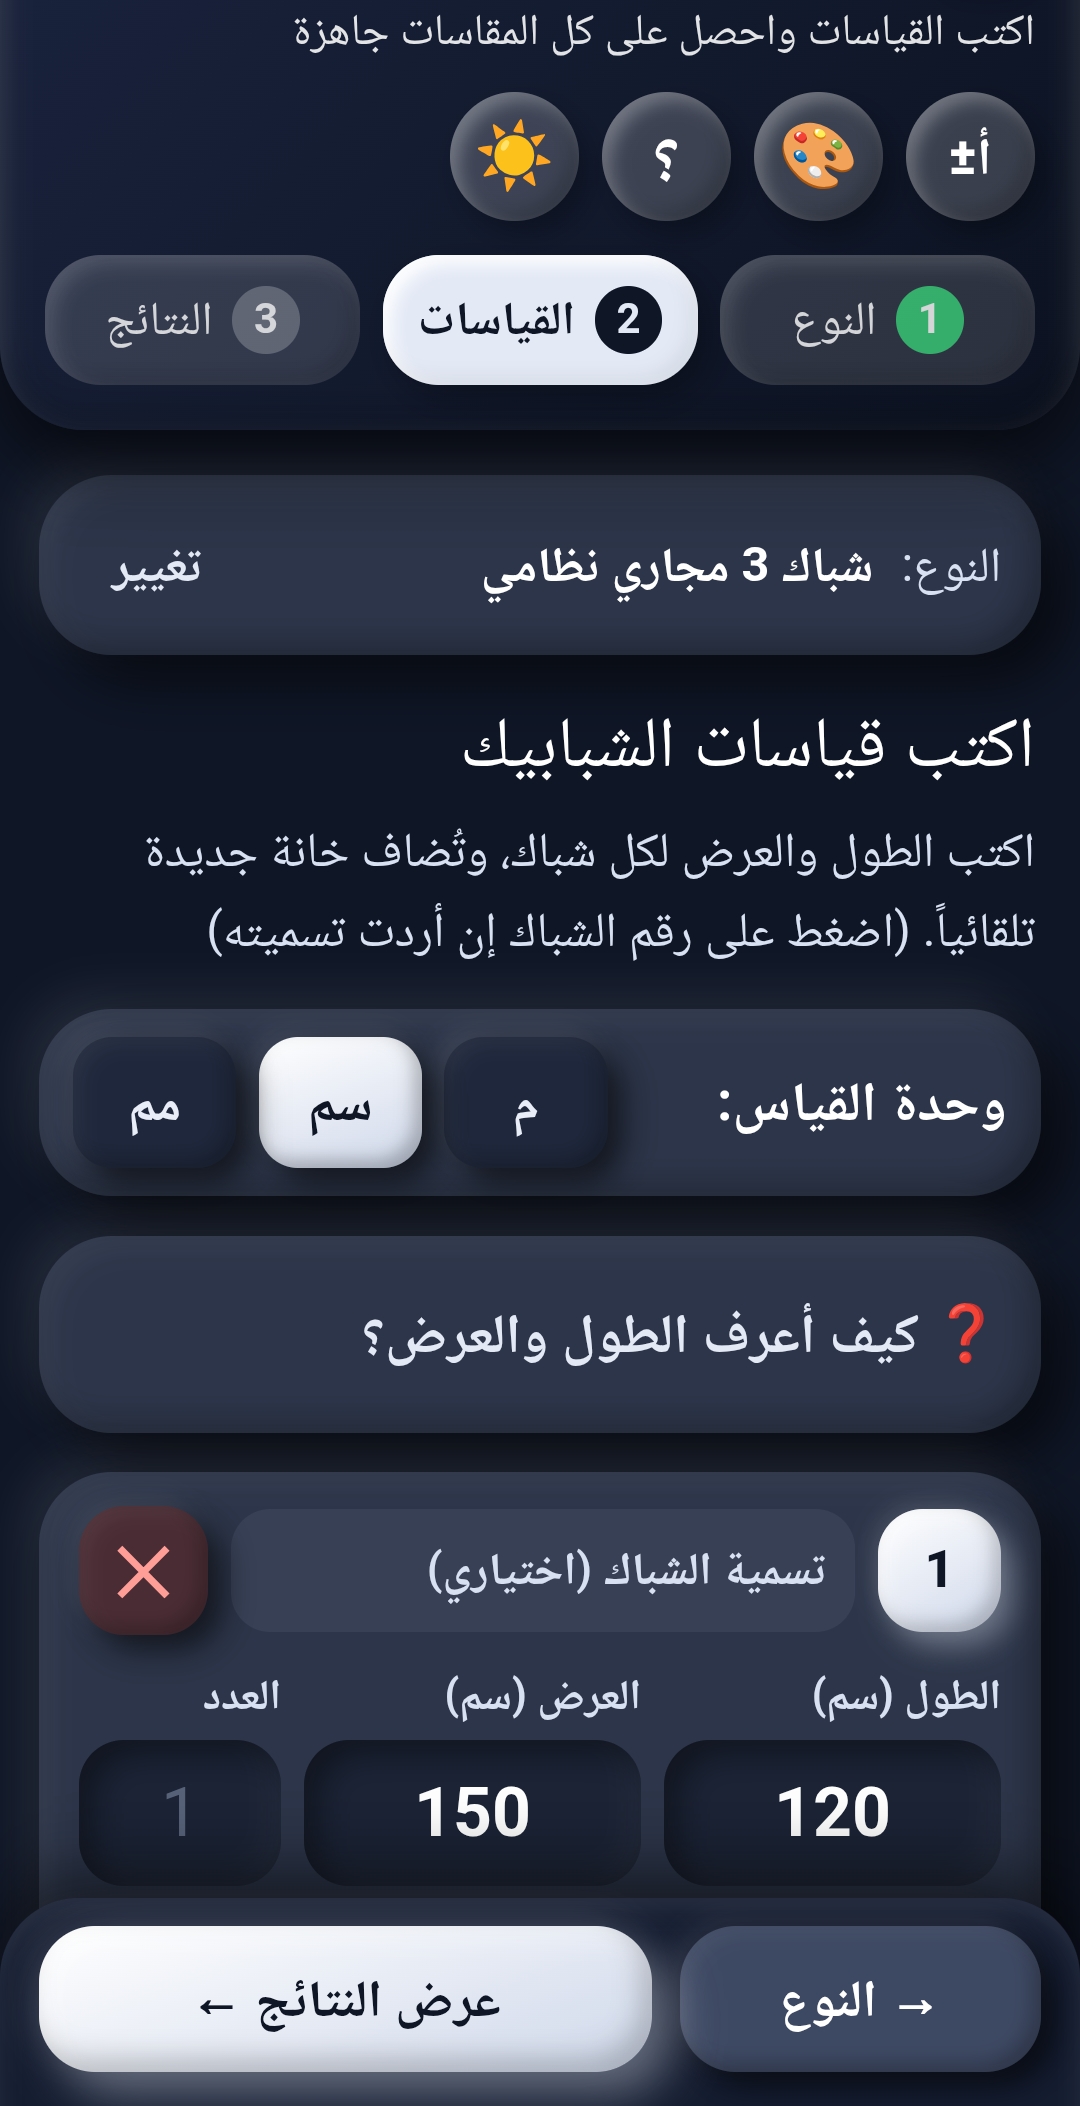 اكتب القياسات واحصل على كل المقاسات جاهزة
أ± ؟
1 النوع 2 القياسات 3 النتائج
النوع: شباك 3 مجاري نظامي تغيير
اكتب قياسات الشبابيك
اكتب الطول والعرض لكل شباك، وتُضاف خانة جديدة
تلقائياً. (اضغط على رقم الشباك إن أردت تسميته)
وحدة القياس: م سم مم
❓ كيف أعرف الطول والعرض؟
1 تسمية الشباك (اختياري) ×
الطول (سم) العرض (سم) العدد
120 150 1
→ النوع عرض النتائج ←